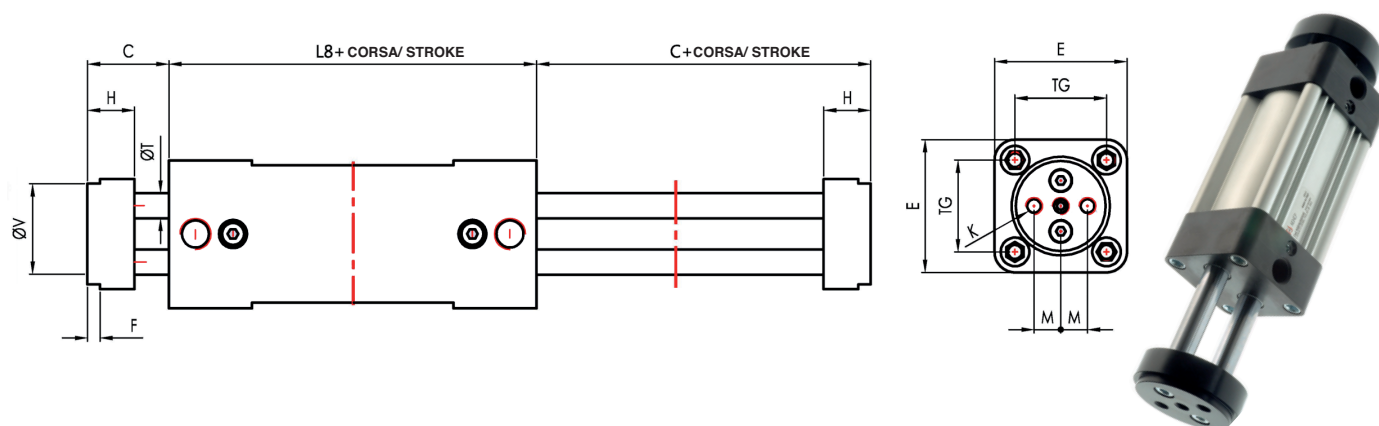 C
L8+ CORSA/ STROKE
C+CORSA/ STROKE
H
H
ØT
ØV
F
E
TG
E
TG
K
M
M